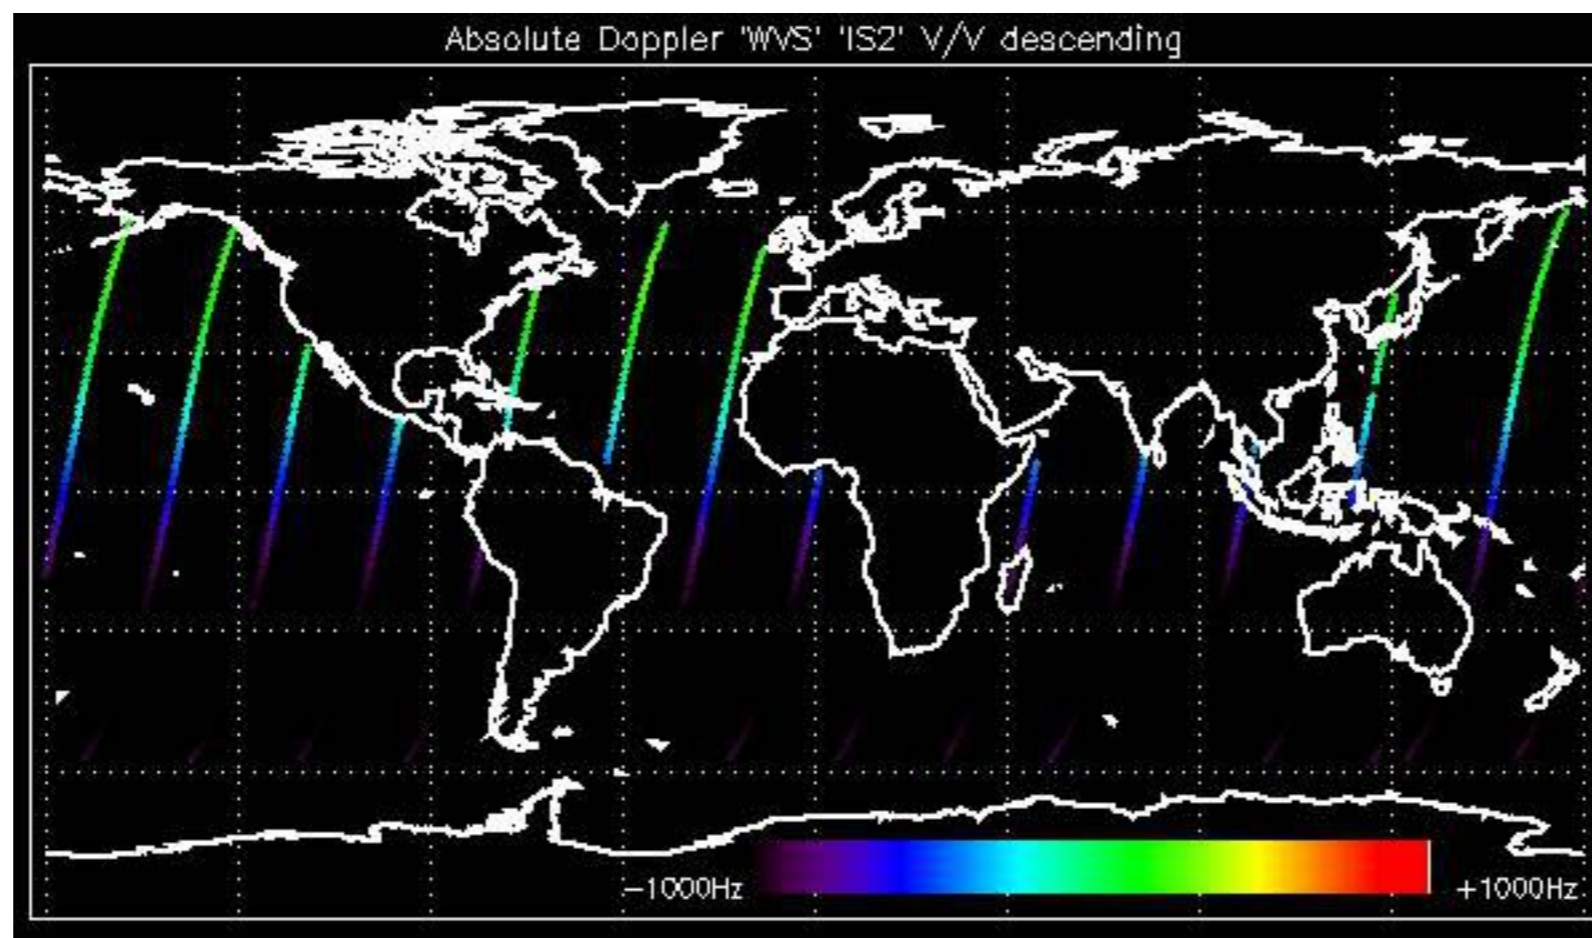 Absolute Doppler 'WVS' 'IS2' V/V descending
−1000Hz
+1000Hz